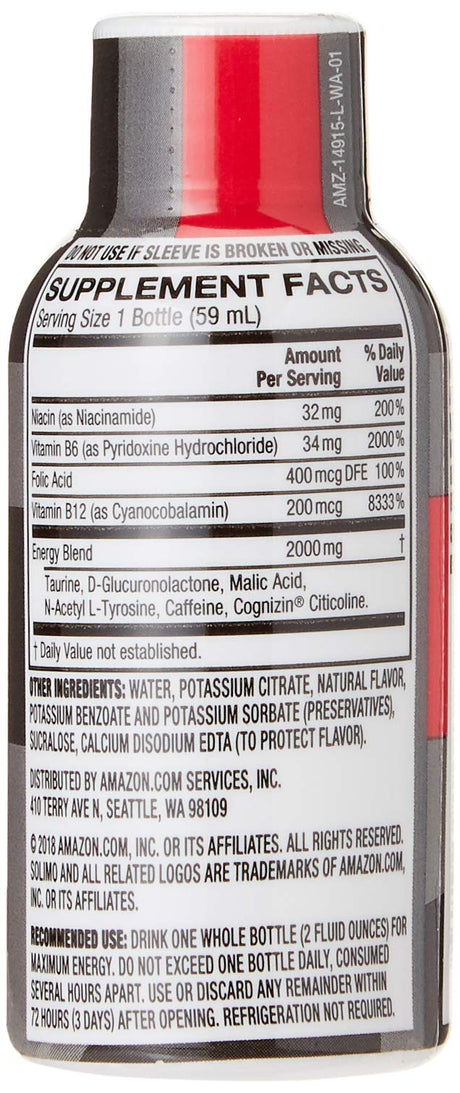 AMZ-14915-L-WA-01
DO NOT USE IF SLEEVE IS BROKEN OR MISSING.
SUPPLEMENT FACTS
Serving Size 1 Bottle (59 mL)
Amount Per Serving % Daily Value
Niacin (as Niacinamide) 32 mg 200%
Vitamin B6 (as Pyridoxine Hydrochloride) 34 mg 2000%
Folic Acid 400 mcg DFE 100%
Vitamin B12 (as Cyanocobalamin) 200 mcg 8333%
Energy Blend 2000 mg †
Taurine, D-Glucuronolactone, Malic Acid,
N-Acetyl L-Tyrosine, Caffeine, Cognizin® Citicoline.
† Daily Value not established.
OTHER INGREDIENTS: WATER, POTASSIUM CITRATE, NATURAL FLAVOR,
POTASSIUM BENZOATE AND POTASSIUM SORBATE (PRESERVATIVES),
SUCRALOSE, CALCIUM DISODIUM EDTA (TO PROTECT FLAVOR).
DISTRIBUTED BY AMAZON.COM SERVICES, INC.
410 TERRY AVE N, SEATTLE, WA 98109
© 2018 AMAZON.COM, INC. OR ITS AFFILIATES. ALL RIGHTS RESERVED.
SOLIMO AND ALL RELATED LOGOS ARE TRADEMARKS OF AMAZON.COM,
INC. OR ITS AFFILIATES.
RECOMMENDED USE: DRINK ONE WHOLE BOTTLE (2 FLUID OUNCES) FOR
MAXIMUM ENERGY. DO NOT EXCEED ONE BOTTLE DAILY, CONSUMED
SEVERAL HOURS APART. USE OR DISCARD ANY REMAINDER WITHIN
72 HOURS (3 DAYS) AFTER OPENING. REFRIGERATION NOT REQUIRED.